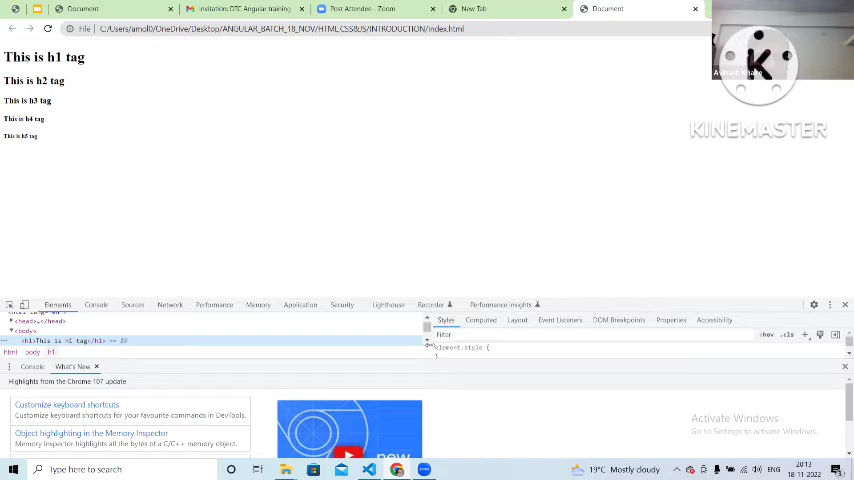 Document
Invitation: DTC Angular training
Post Attendee - Zoom
New Tab
Document
File
C:/Users/amol0/OneDrive/Desktop/ANGULAR_BATCH_18_NOV/HTML,CSS&JS/INTRODUCTION/index.html
This is h1 tag
This is h2 tag
This is h3 tag
This is h4 tag
This is h5 tag
K
KINEMASTER
Elements Console Sources Network Performance Memory Application Security Lighthouse Recorder Performance insights
<head>…</head>
<body>
<h1>This is h1 tag</h1> == $0
html body h1
Styles Computed Layout Event Listeners DOM Breakpoints Properties Accessibility
Filter
:hov .cls
element.style {
}
Console What's New
Highlights from the Chrome 107 update
Customize keyboard shortcuts
Customize keyboard shortcuts for your favourite commands in DevTools.
Object highlighting in the Memory Inspector
Memory Inspector highlights all the bytes of a C/C++ memory object.
new
Activate Windows
Go to Settings to activate Windows.
Type here to search
19°C Mostly cloudy
ENG
20:13
18-11-2022